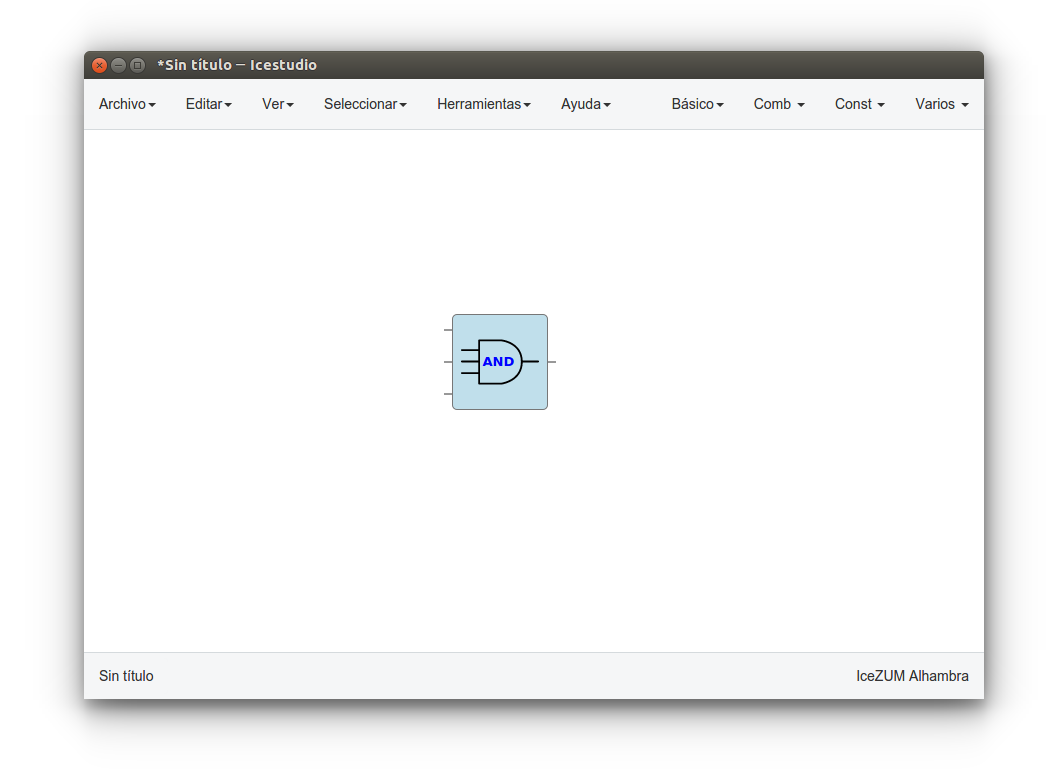 *Sin título — Icestudio
Archivo Editar Ver Seleccionar Herramientas Ayuda Básico Comb Const Varios
AND
Sin título IceZUM Alhambra